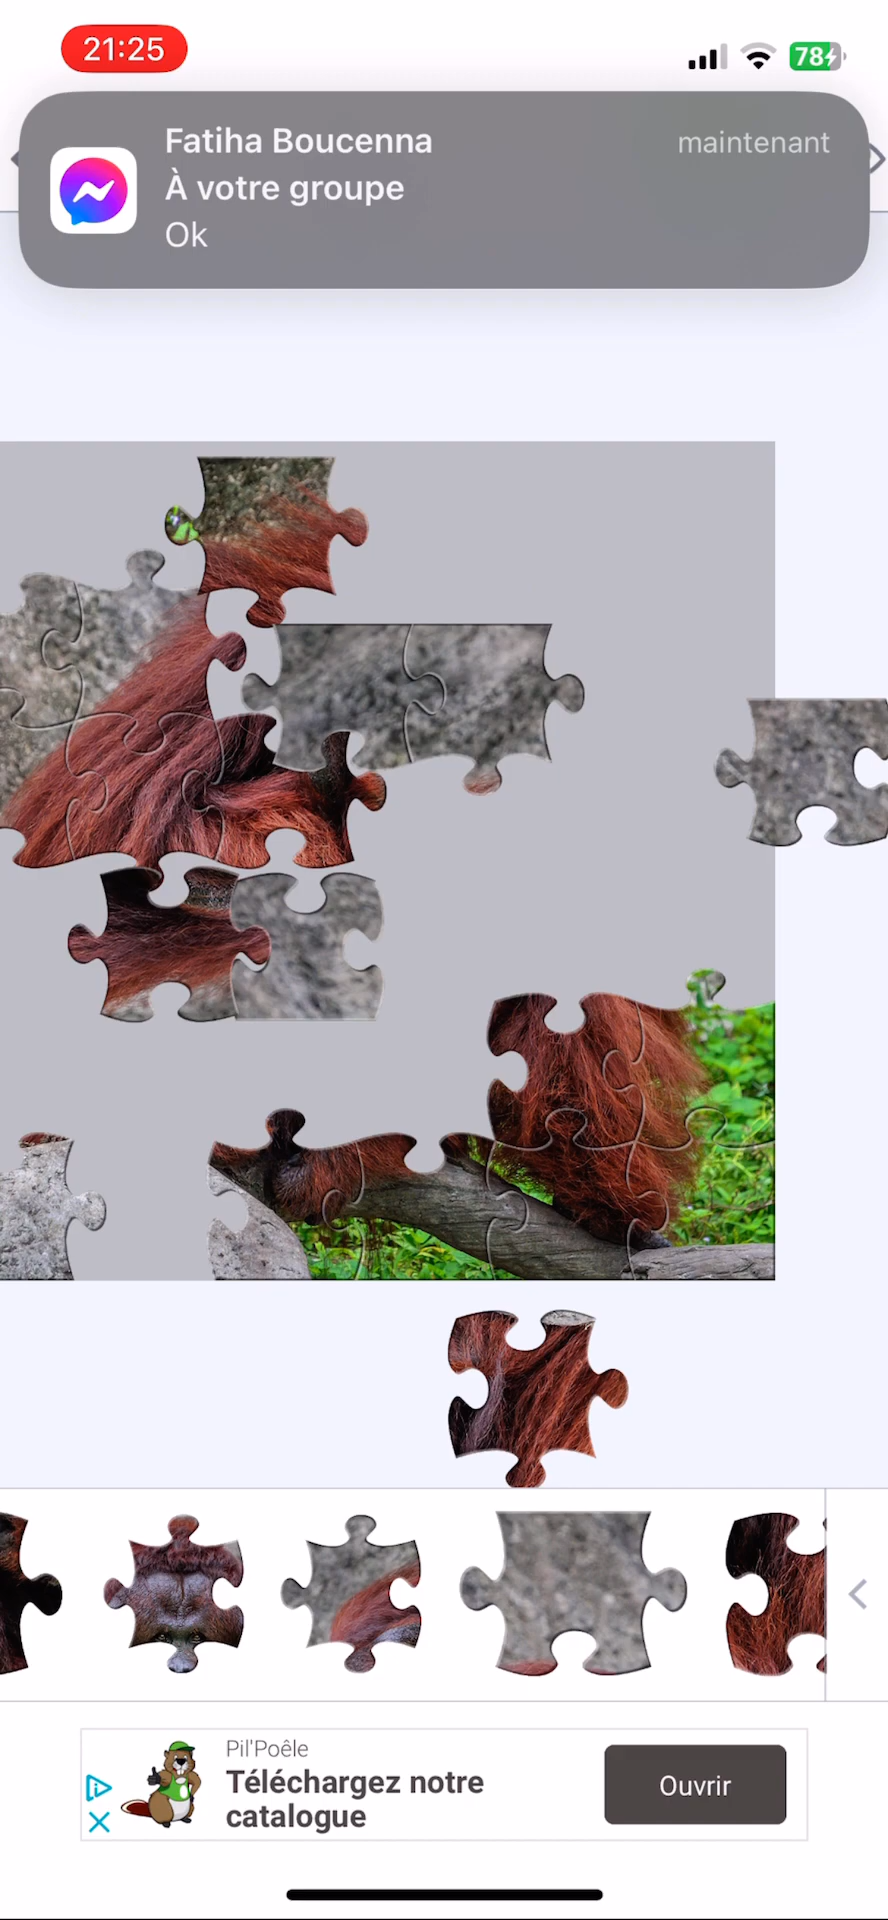 21:25
78
Fatiha Boucenna
maintenant
À votre groupe
Ok
Pil'Poêle
Téléchargez notre
catalogue
Ouvrir